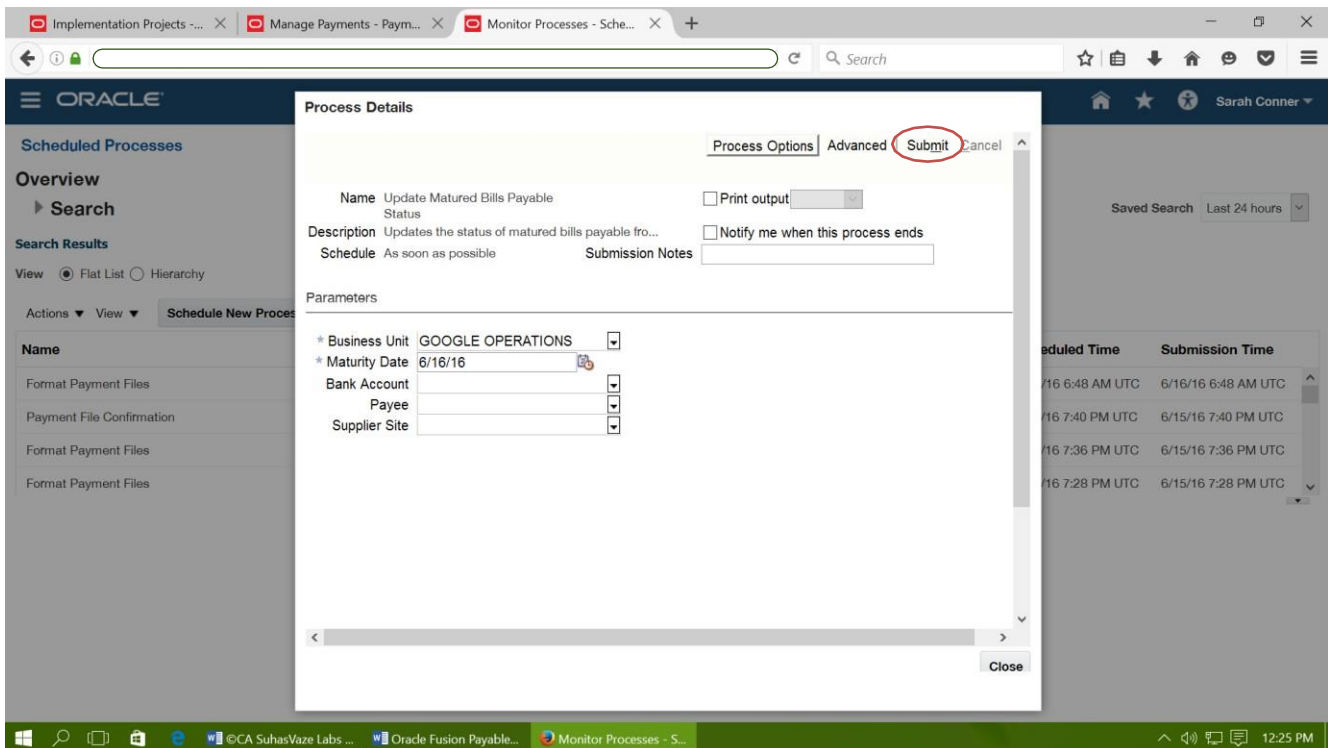 Implementation Projects -...
Manage Payments - Paym...
Monitor Processes - Sche...
Search
ORACLE
Sarah Conner
Scheduled Processes
Overview
Search
Saved Search Last 24 hours
Search Results
View Flat List Hierarchy
Actions View Schedule New Proces
Name eduled Time Submission Time
Format Payment Files /16 6:48 AM UTC 6/16/16 6:48 AM UTC
Payment File Confirmation /16 7:40 PM UTC 6/15/16 7:40 PM UTC
Format Payment Files /16 7:36 PM UTC 6/15/16 7:36 PM UTC
Format Payment Files /16 7:28 PM UTC 6/15/16 7:28 PM UTC
Process Details
Process Options Advanced Submit Cancel
Name Update Matured Bills Payable
Status
Print output
Description Updates the status of matured bills payable fro...
Notify me when this process ends
Schedule As soon as possible
Submission Notes
Parameters
* Business Unit GOOGLE OPERATIONS
* Maturity Date 6/16/16
Bank Account
Payee
Supplier Site
Close
©CA SuhasVaze Labs ... Oracle Fusion Payable... Monitor Processes - S... 12:25 PM